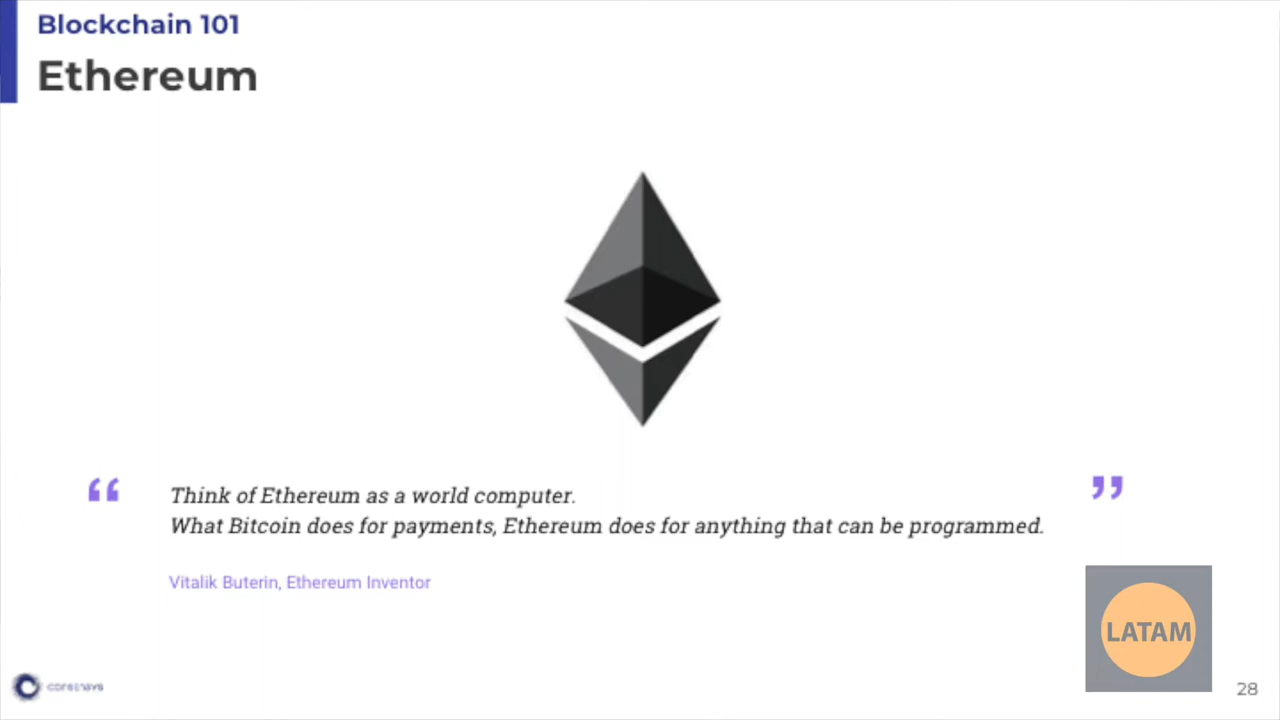 Blockchain 101
Ethereum
“ Think of Ethereum as a world computer. ”
What Bitcoin does for payments, Ethereum does for anything that can be programmed.
Vitalik Buterin, Ethereum Inventor
LATAM
28